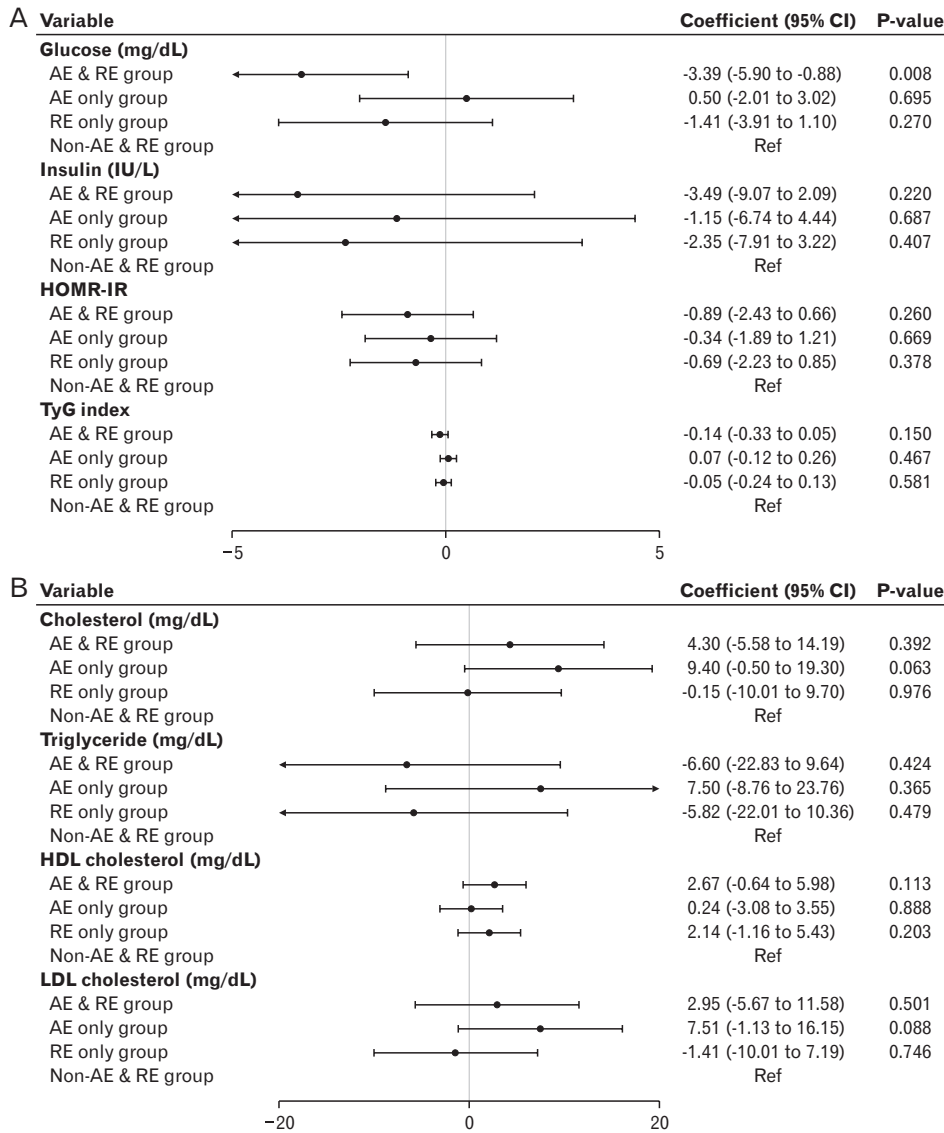 A Variable Coefficient (95% CI) P-value
Glucose (mg/dL)
AE & RE group -3.39 (-5.90 to -0.88) 0.008
AE only group 0.50 (-2.01 to 3.02) 0.695
RE only group -1.41 (-3.91 to 1.10) 0.270
Non-AE & RE group Ref
Insulin (IU/L)
AE & RE group -3.49 (-9.07 to 2.09) 0.220
AE only group -1.15 (-6.74 to 4.44) 0.687
RE only group -2.35 (-7.91 to 3.22) 0.407
Non-AE & RE group Ref
HOMR-IR
AE & RE group -0.89 (-2.43 to 0.66) 0.260
AE only group -0.34 (-1.89 to 1.21) 0.669
RE only group -0.69 (-2.23 to 0.85) 0.378
Non-AE & RE group Ref
TyG index
AE & RE group -0.14 (-0.33 to 0.05) 0.150
AE only group 0.07 (-0.12 to 0.26) 0.467
RE only group -0.05 (-0.24 to 0.13) 0.581
Non-AE & RE group Ref
−5 0 5
B Variable Coefficient (95% CI) P-value
Cholesterol (mg/dL)
AE & RE group 4.30 (-5.58 to 14.19) 0.392
AE only group 9.40 (-0.50 to 19.30) 0.063
RE only group -0.15 (-10.01 to 9.70) 0.976
Non-AE & RE group Ref
Triglyceride (mg/dL)
AE & RE group -6.60 (-22.83 to 9.64) 0.424
AE only group 7.50 (-8.76 to 23.76) 0.365
RE only group -5.82 (-22.01 to 10.36) 0.479
Non-AE & RE group Ref
HDL cholesterol (mg/dL)
AE & RE group 2.67 (-0.64 to 5.98) 0.113
AE only group 0.24 (-3.08 to 3.55) 0.888
RE only group 2.14 (-1.16 to 5.43) 0.203
Non-AE & RE group Ref
LDL cholesterol (mg/dL)
AE & RE group 2.95 (-5.67 to 11.58) 0.501
AE only group 7.51 (-1.13 to 16.15) 0.088
RE only group -1.41 (-10.01 to 7.19) 0.746
Non-AE & RE group Ref
−20 0 20